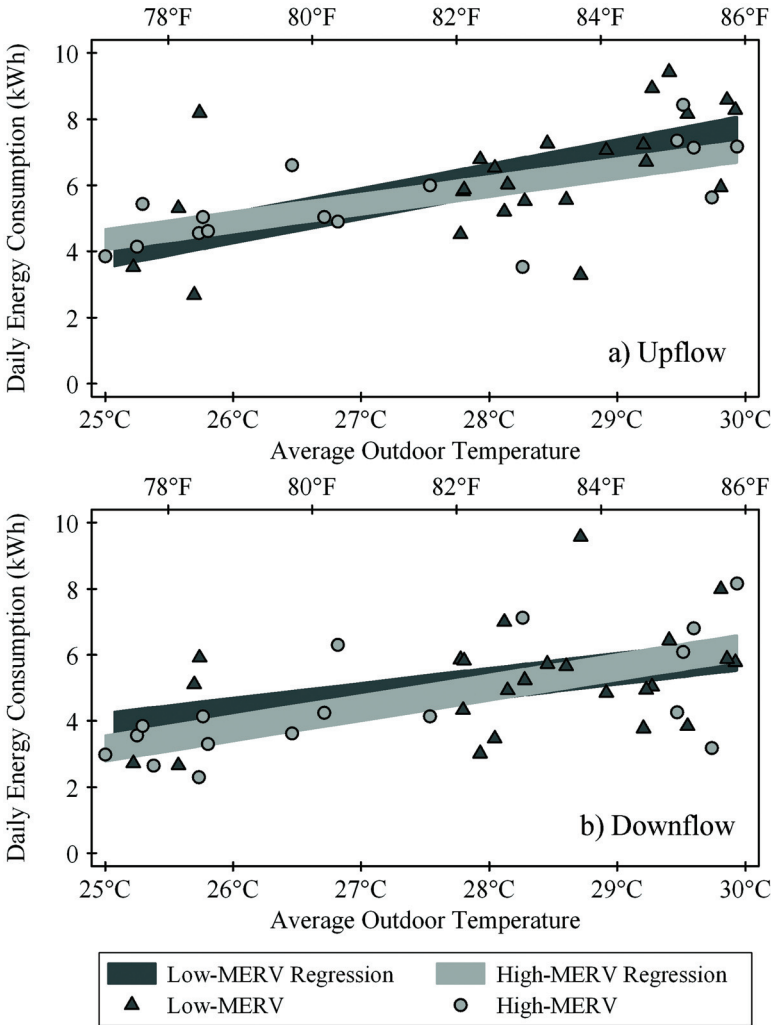 78°F 80°F 82°F 84°F 86°F
Daily Energy Consumption (kWh)
10
8
6
4
2
0
a) Upflow
25°C 26°C 27°C 28°C 29°C 30°C
Average Outdoor Temperature
78°F 80°F 82°F 84°F 86°F
Daily Energy Consumption (kWh)
10
8
6
4
2
0
b) Downflow
25°C 26°C 27°C 28°C 29°C 30°C
Average Outdoor Temperature
Low-MERV Regression High-MERV Regression
Low-MERV High-MERV